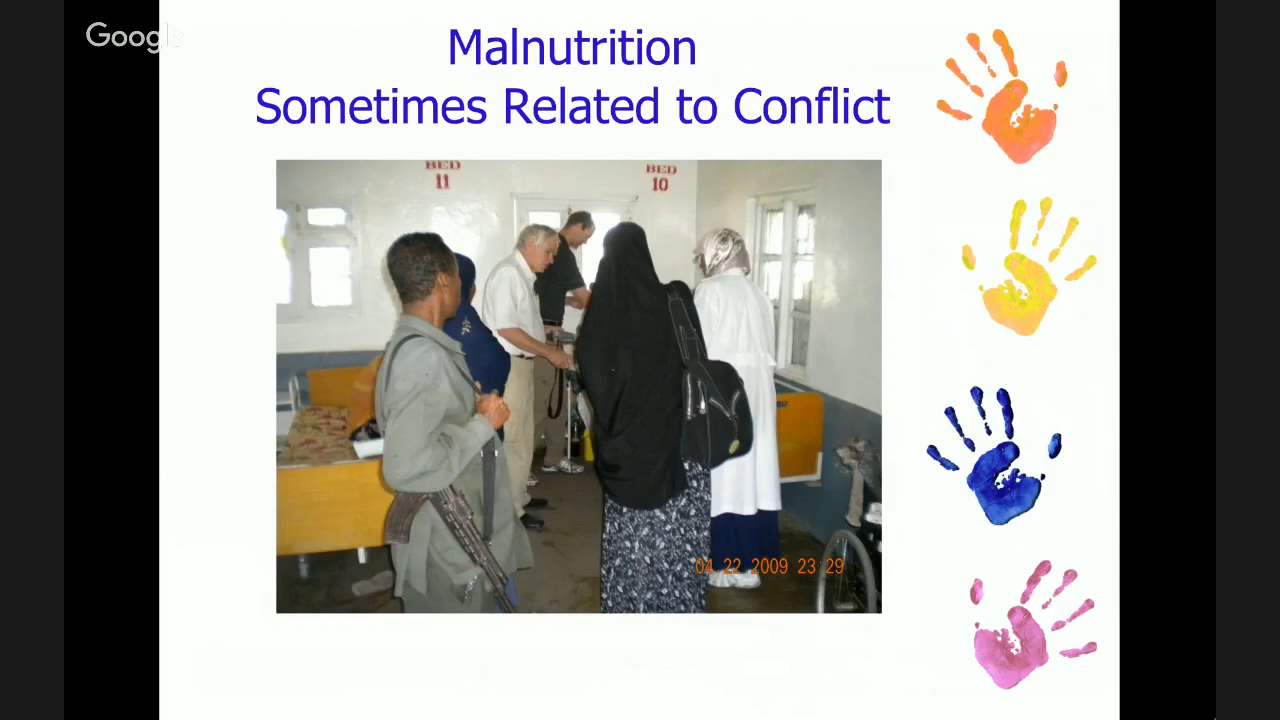 Google
Malnutrition
Sometimes Related to Conflict
BED
11
BED
10
04 22 2009 23 29